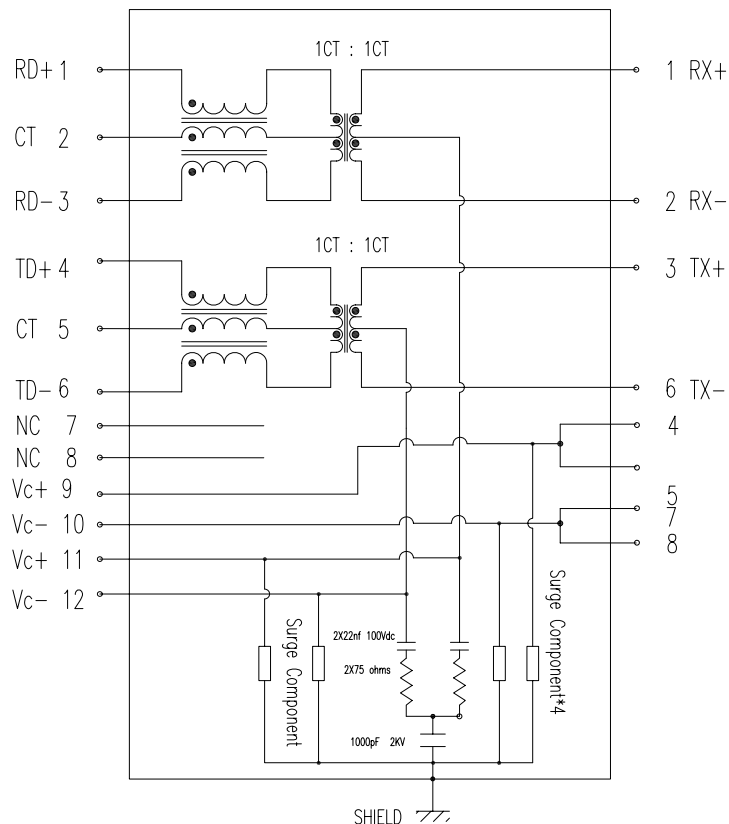 1CT : 1CT
RD+ 1
1 RX+
CT 2
RD- 3
2 RX-
1CT : 1CT
TD+ 4
3 TX+
CT 5
TD- 6
6 TX-
NC 7
4
NC 8
Vc+ 9
5
Vc- 10
7
8
Vc+ 11
Vc- 12
Surge Component
2X22nf 100Vdc
2X75 ohms
Surge Component*4
1000pF 2KV
SHIELD